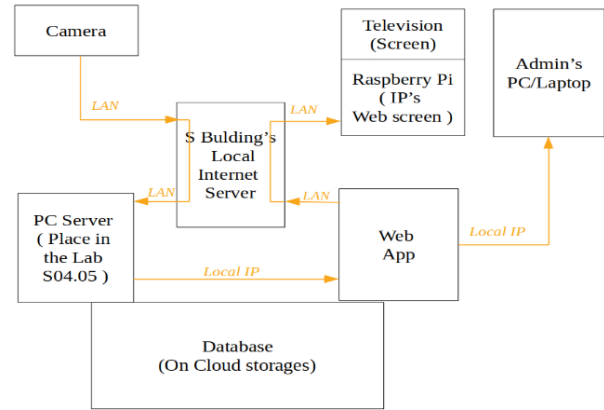 Camera
Television
(Screen)
Raspberry Pi
( IP's
Web screen )
Admin's
PC/Laptop
LAN
LAN
S Bulding's
Local
Internet
Server
LAN
LAN
PC Server
( Place in
the Lab
S04.05 )
Web
App
Local IP
Local IP
Database
(On Cloud storages)